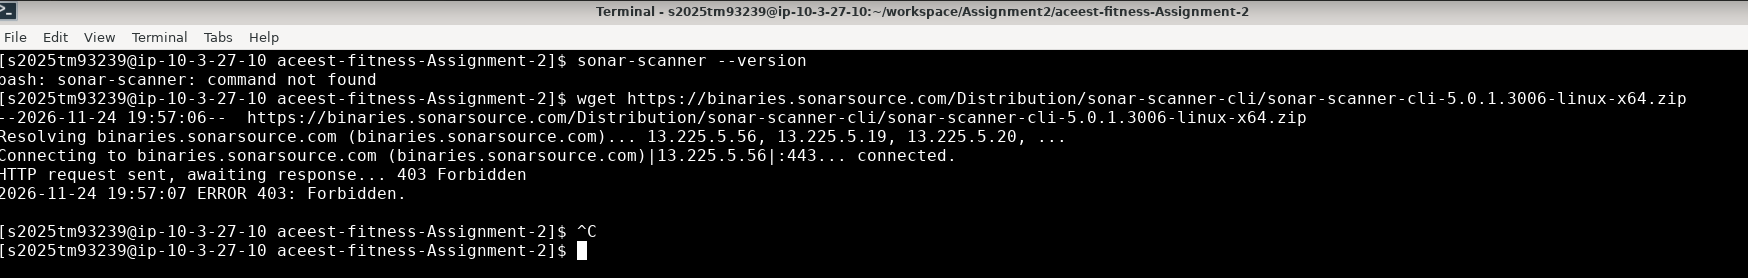 Terminal - s2025tm93239@ip-10-3-27-10:~/workspace/Assignment2/aceest-fitness-Assignment-2
File Edit View Terminal Tabs Help
[s2025tm93239@ip-10-3-27-10 aceest-fitness-Assignment-2]$ sonar-scanner --version
bash: sonar-scanner: command not found
[s2025tm93239@ip-10-3-27-10 aceest-fitness-Assignment-2]$ wget https://binaries.sonarsource.com/Distribution/sonar-scanner-cli/sonar-scanner-cli-5.0.1.3006-linux-x64.zip
--2026-11-24 19:57:06--  https://binaries.sonarsource.com/Distribution/sonar-scanner-cli/sonar-scanner-cli-5.0.1.3006-linux-x64.zip
Resolving binaries.sonarsource.com (binaries.sonarsource.com)... 13.225.5.56, 13.225.5.19, 13.225.5.20, ...
Connecting to binaries.sonarsource.com (binaries.sonarsource.com)|13.225.5.56|:443... connected.
HTTP request sent, awaiting response... 403 Forbidden
2026-11-24 19:57:07 ERROR 403: Forbidden.
[s2025tm93239@ip-10-3-27-10 aceest-fitness-Assignment-2]$ ^C
[s2025tm93239@ip-10-3-27-10 aceest-fitness-Assignment-2]$